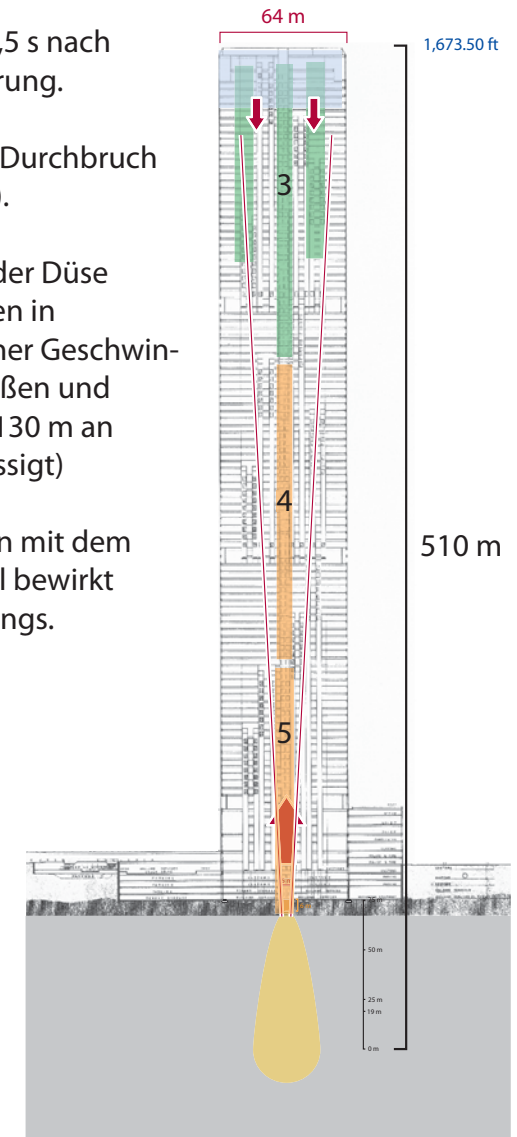 64 m
1,673.50 ft
,5 s nach
rung.
Durchbruch
).
der Düse
en in
ner Geschwin-
ßen und
130 m an
ssigt)
n mit dem
l bewirkt
ngs.
3
4
510 m
5
50 m
25 m
19 m
0 m